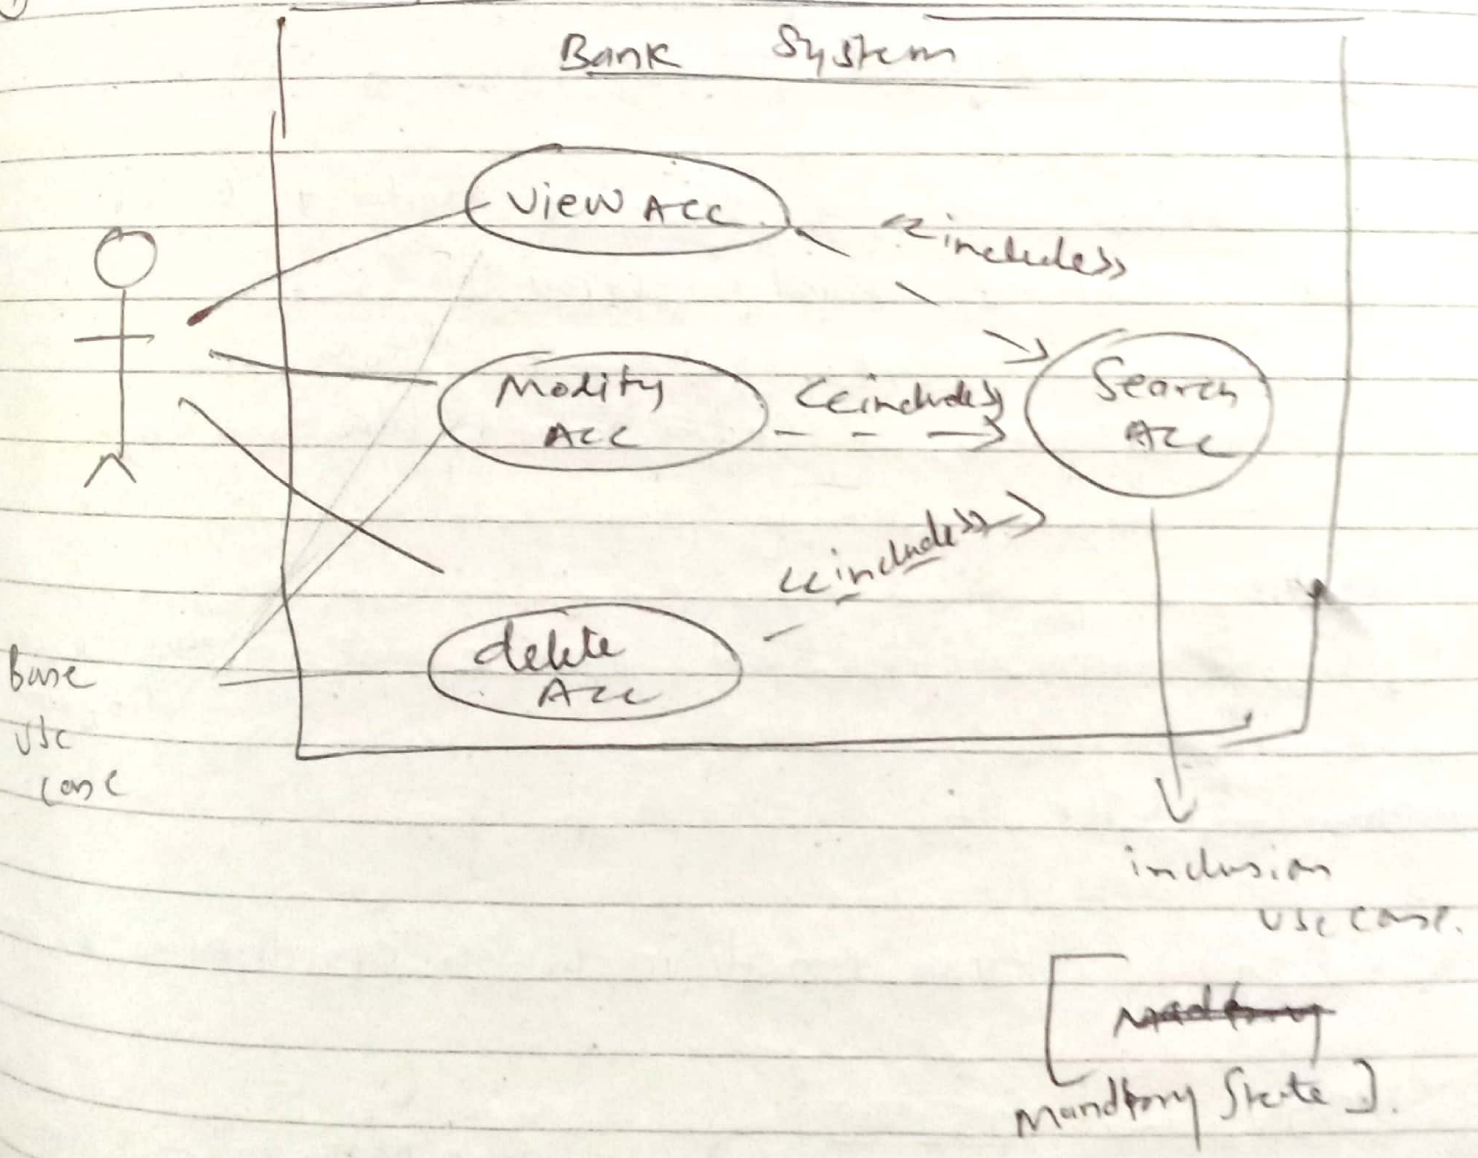 Bank System
View Acc
<<includes>>
Modify
Acc
<<includes>>
Search
Acc
<<includes>>
delete
Acc
Base
use
case
inclusion
use case.
[
Mandtory State].